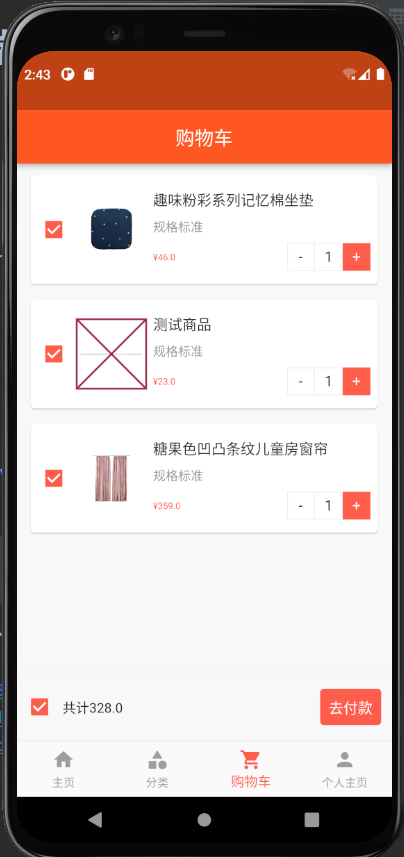 2:43
购物车
趣味粉彩系列记忆棉坐垫
规格标准
¥46.0
- 1 +
测试商品
规格标准
¥23.0
- 1 +
糖果色凹凸条纹儿童房窗帘
规格标准
¥259.0
- 1 +
共计328.0 去付款
主页 分类 购物车 个人主页